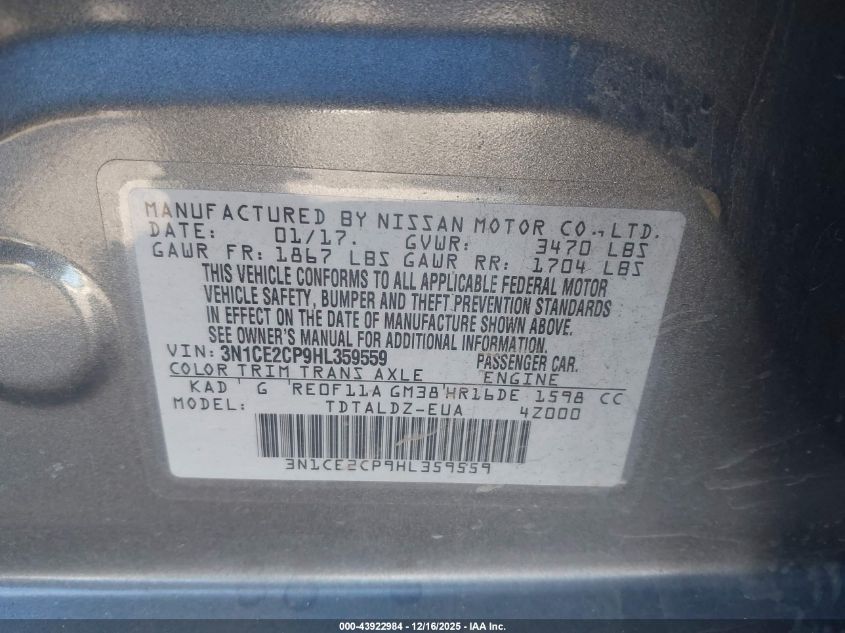 MANUFACTURED BY NISSAN MOTOR CO., LTD.
DATE: 01/17. GVWR: 3470 LBS
GAWR FR: 1867 LBS GAWR RR: 1704 LBS
THIS VEHICLE CONFORMS TO ALL APPLICABLE FEDERAL MOTOR
VEHICLE SAFETY, BUMPER AND THEFT PREVENTION STANDARDS
IN EFFECT ON THE DATE OF MANUFACTURE SHOWN ABOVE.
SEE OWNER'S MANUAL FOR ADDITIONAL INFORMATION.
VIN: 3N1CE2CP9HL359559 PASSENGER CAR.
COLOR TRIM TRANS AXLE ENGINE
KAD G RE0F11A GM38 HR16DE 1598 CC
MODEL: TDTALDZ-EUA 4Z000
3N1CE2CP9HL359559
000-43922984 - 12/16/2025 - IAA Inc.